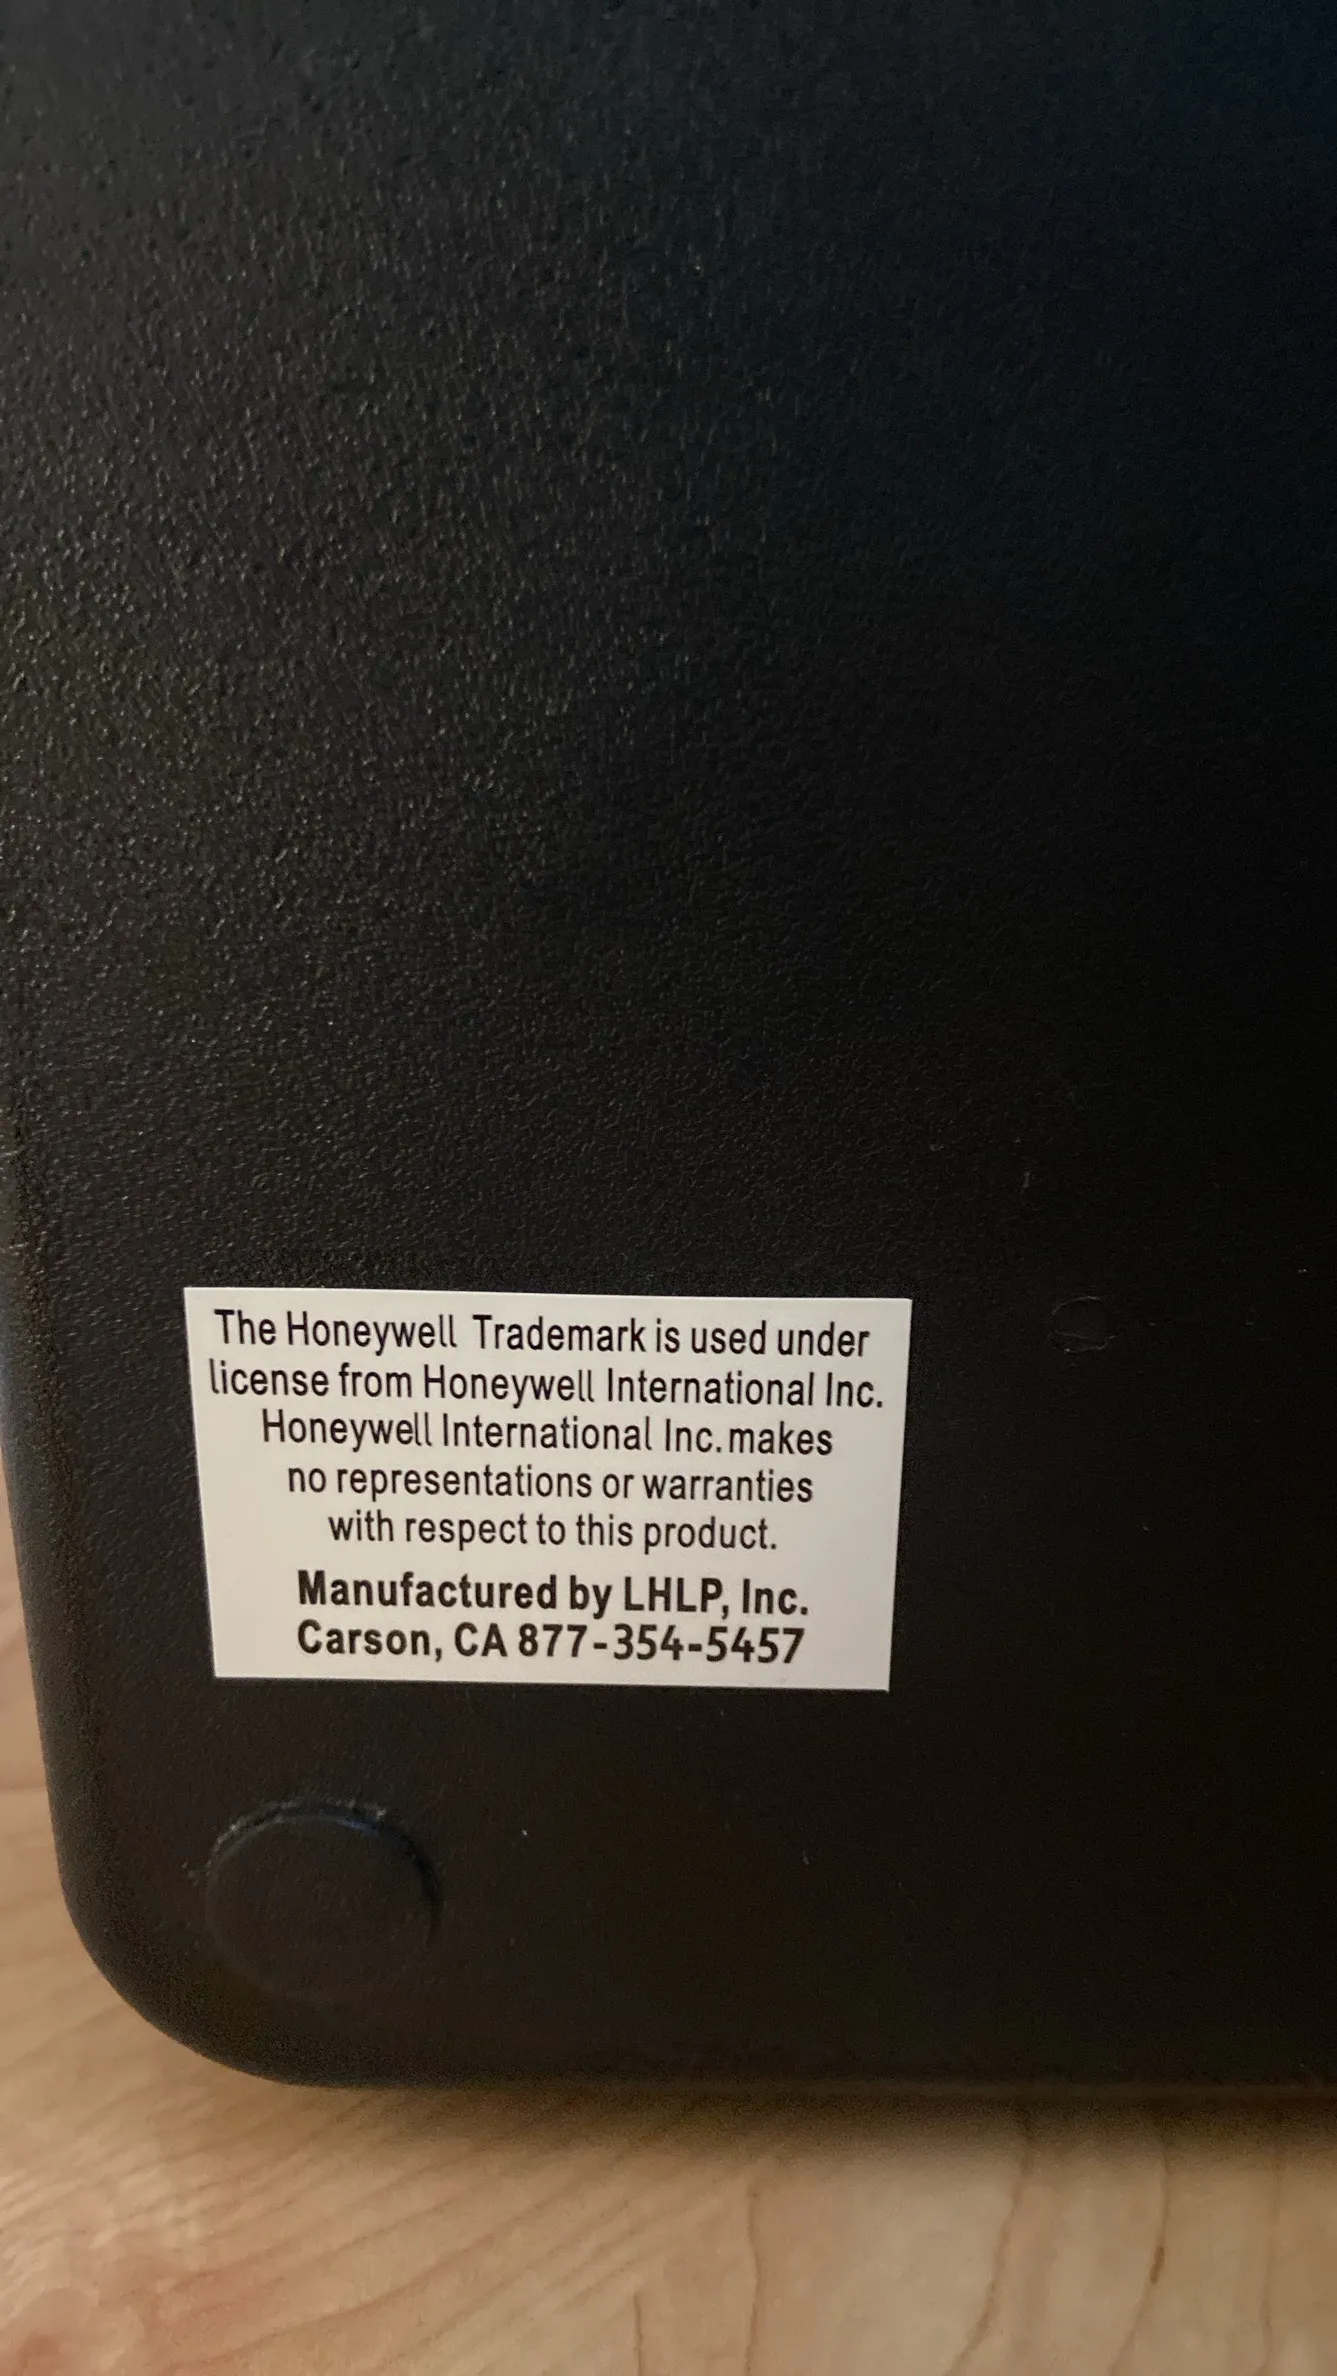 The Honeywell Trademark is used under
license from Honeywell International Inc.
Honeywell International Inc. makes
no representations or warranties
with respect to this product.
Manufactured by LHLP, Inc.
Carson, CA 877-354-5457